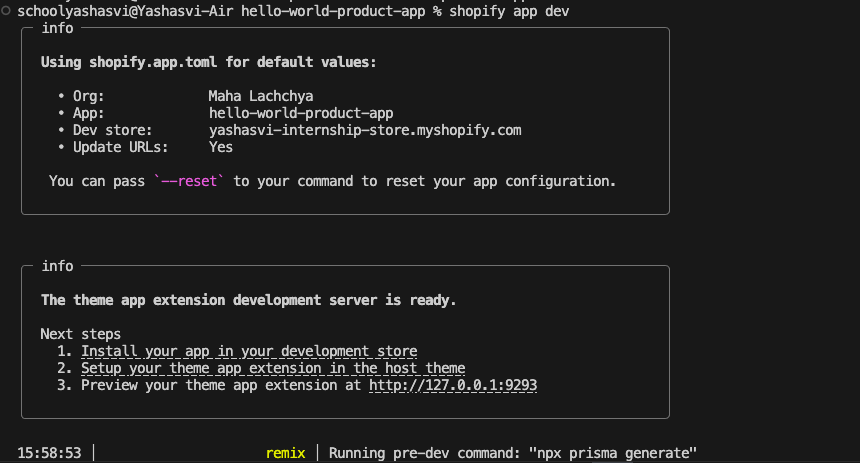 schoolyashasvi@Yashasvi-Air hello-world-product-app % shopify app dev
info
Using shopify.app.toml for default values:
• Org: Maha Lachchya
• App: hello-world-product-app
• Dev store: yashasvi-internship-store.myshopify.com
• Update URLs: Yes
You can pass `--reset` to your command to reset your app configuration.
info
The theme app extension development server is ready.
Next steps
1. Install your app in your development store
2. Setup your theme app extension in the host theme
3. Preview your theme app extension at http://127.0.0.1:9293
15:58:53 │ remix │ Running pre-dev command: "npx prisma generate"